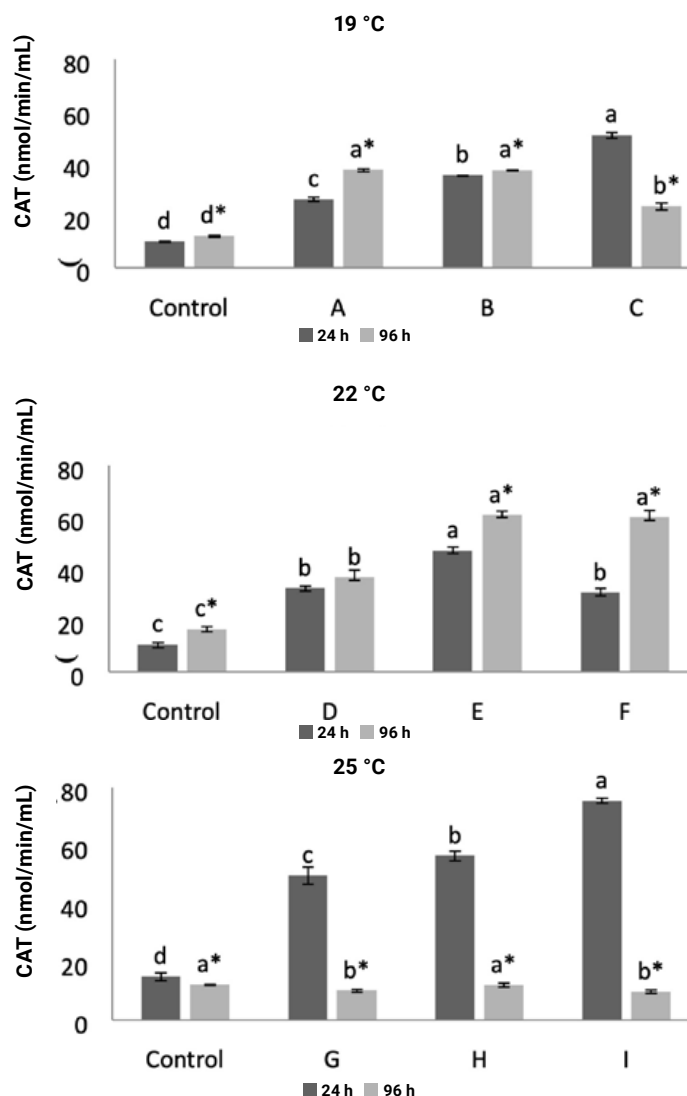 19 °C
CAT (nmol/min/mL)
80
60
40
20
0
d d* c a* b a* a b*
Control A B C
24 h 96 h
22 °C
CAT (nmol/min/mL)
80
60
40
20
0
c c* b b a a* b a*
Control D E F
24 h 96 h
25 °C
CAT (nmol/min/mL)
80
60
40
20
0
d a* c b* b a* a b*
Control G H I
24 h 96 h